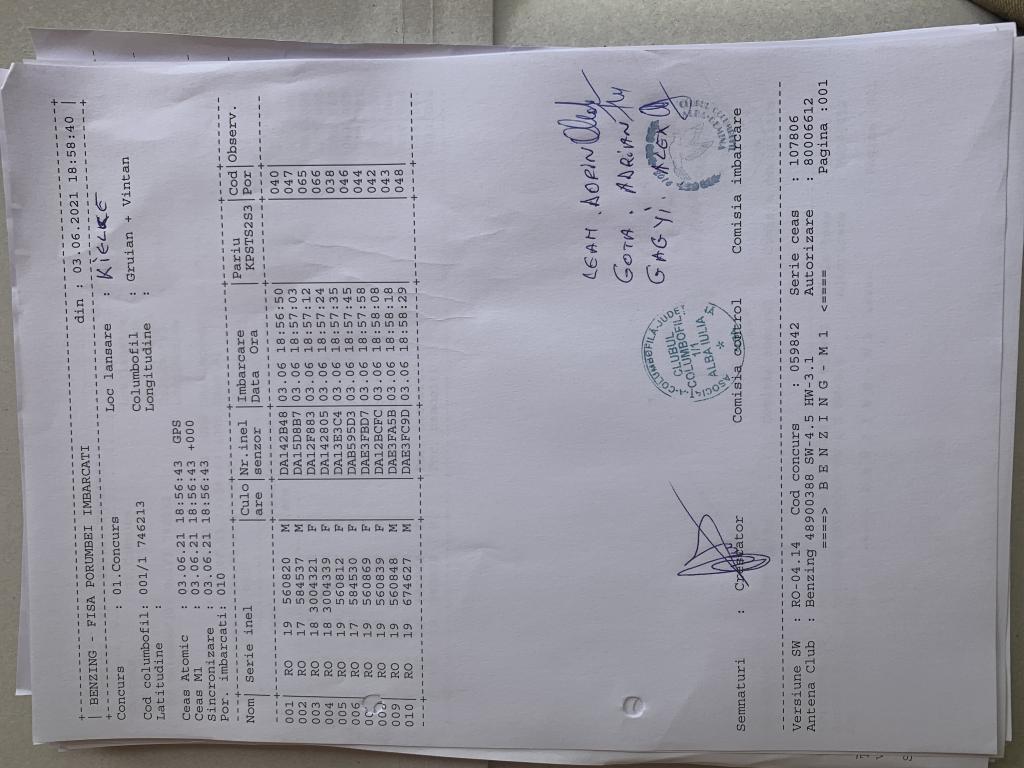 BENZING - FISA PORUMBEI IMBARCATI din : 03.06.2021 18:58:40
Concurs : 01.Concurs Loc lansare : KIELCE
Cod columbofil: 001/1 746213 Columbofil : Gruian + Vintan
Latitudine : Longitudine :
Ceas Atomic : 03.06.21 18:56:43 GPS
Ceas M1 : 03.06.21 18:56:43 +000
Sincronizare : 03.06.21 18:56:43
Por. imbarcati: 010
Nom| Serie inel |Culo|Nr.inel |Imbarcare |Pariu |Cod|Observ.
|are |senzor |Data Ora | KPSTS2S3 |Por|
001 | RO 19 560820 M | |DA142B48|03.06 18:56:50| |040|
002 | RO 17 584537 M | |DA15D8B7|03.06 18:57:03| |047|
003 | RO 18 3004321 F | |DA12F883|03.06 18:57:12| |065|
004 | RO 18 3004339 F | |DA142805|03.06 18:57:24| |066|
005 | RO 19 560812 F | |DA13E3C4|03.06 18:57:35| |038|
006 | RO 17 584530 F | |DAB595D3|03.06 18:57:45| |046|
RO 19 560869 F | |DAE3FBD7|03.06 18:57:58| |044|
RO 19 560839 F | |DA12BCFC|03.06 18:58:08| |042|
009 | RO 19 560848 M | |DAE3FA5B|03.06 18:58:18| |043|
010 | RO 19 674627 M | |DAE3FC9D|03.06 18:58:29| |048|
LEAH. ADRIN
GOTA. ADRIAN
GAGYI.
CLUBUL
COLUMBOFIL
1/1
ALBA IULIA
Semnaturi : Crescator Comisia control Comisia imbarcare
Versiune SW : RO-04.14 Cod concurs : 059842 Serie ceas : 107806
Antena Club : Benzing 48900388 SW-4.5 HW-3.1 Autorizare : 80006612
====> B E N Z I N G - M 1 <==== Pagina :001